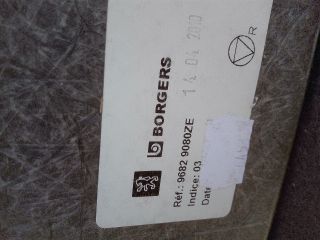 BORGERS
14 04 2010
R
Réf.: 9682 9080ZE
Indice: 03
Date